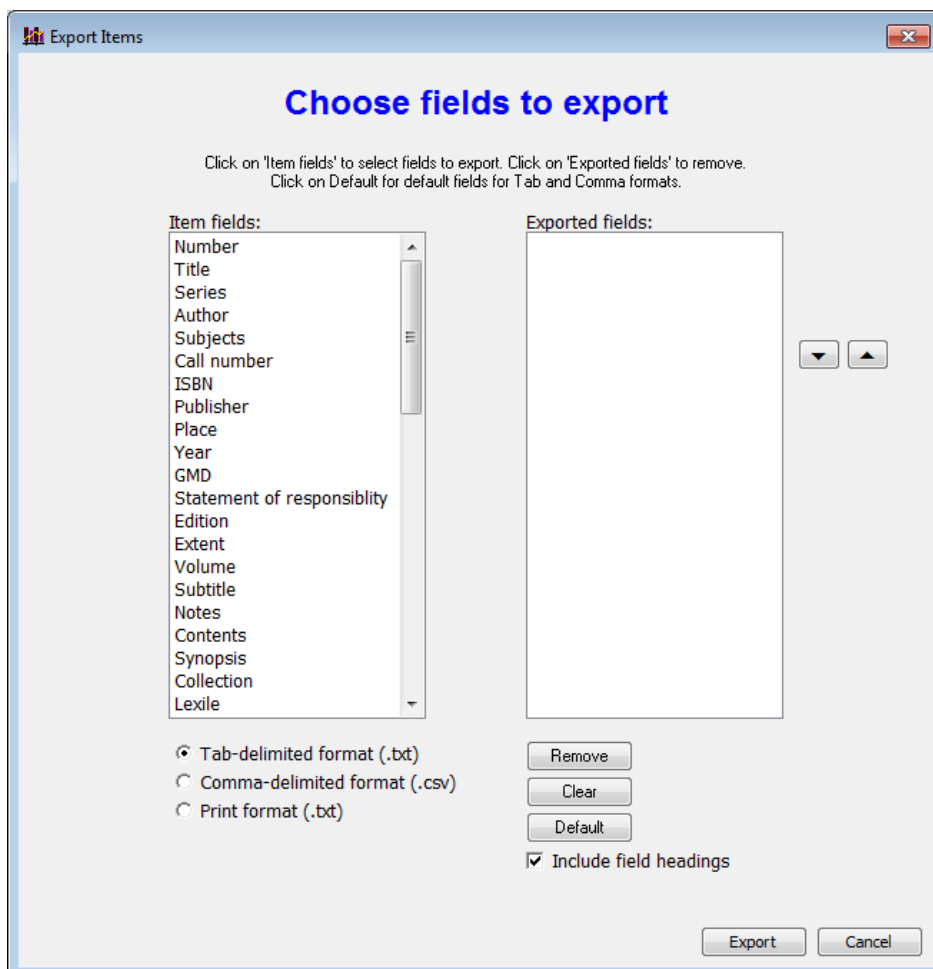 Export Items
Choose fields to export
Click on 'Item fields' to select fields to export. Click on 'Exported fields' to remove.
Click on Default for default fields for Tab and Comma formats.
Item fields:
Number
Title
Series
Author
Subjects
Call number
ISBN
Publisher
Place
Year
GMD
Statement of responsiblity
Edition
Extent
Volume
Subtitle
Notes
Contents
Synopsis
Collection
Lexile
Exported fields:
Tab-delimited format (.txt)
Comma-delimited format (.csv)
Print format (.txt)
Remove
Clear
Default
Include field headings
Export
Cancel